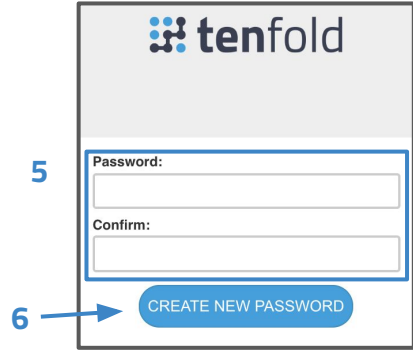 tenfold
5
Password:
Confirm:
6
CREATE NEW PASSWORD